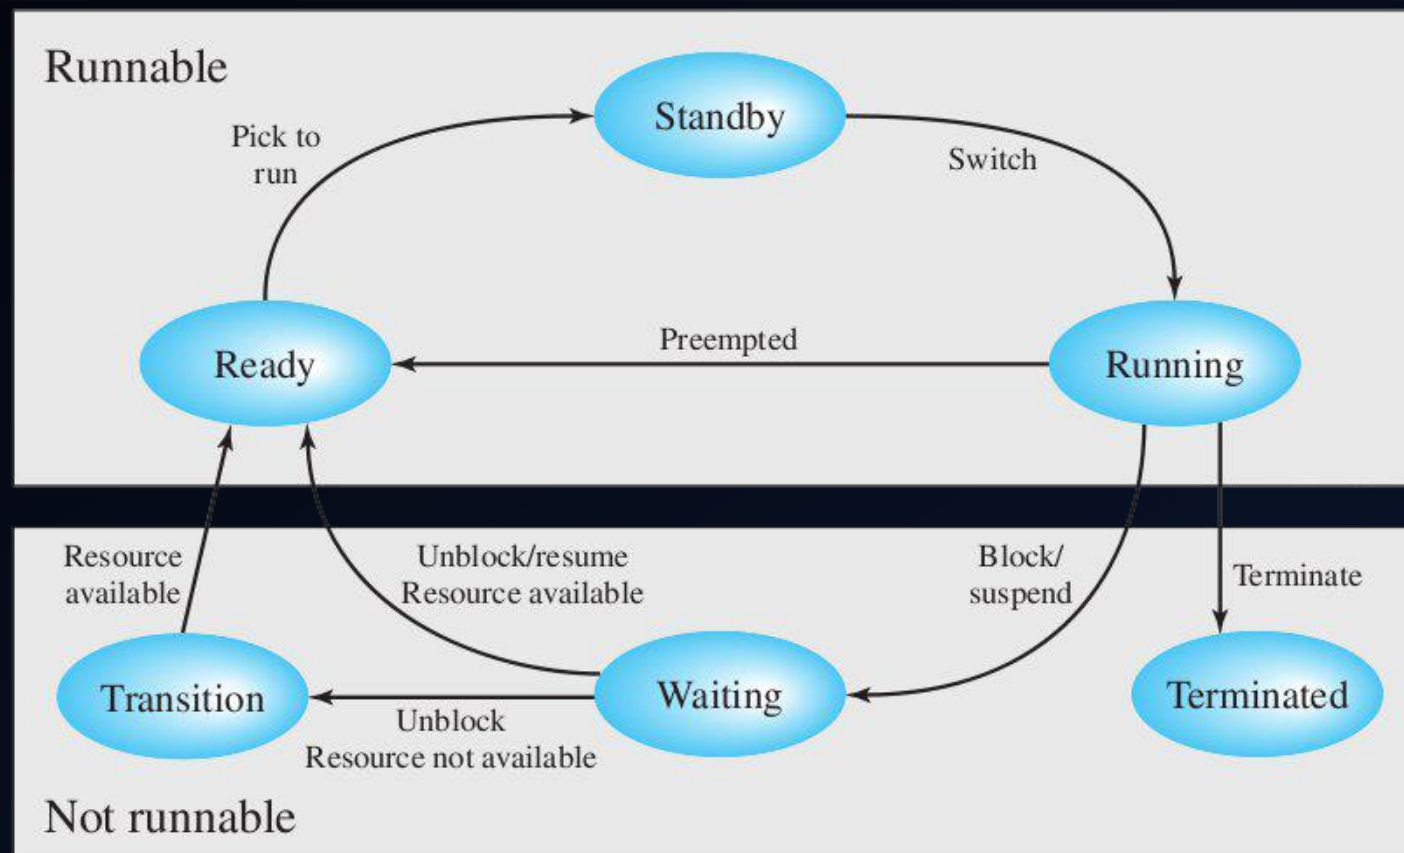 Runnable
Standby
Pick to
run
Switch
Preempted
Ready
Running
Resource
available
Unblock/resume
Resource available
Block/
suspend
Terminate
Transition
Waiting
Terminated
Unblock
Resource not available
Not runnable